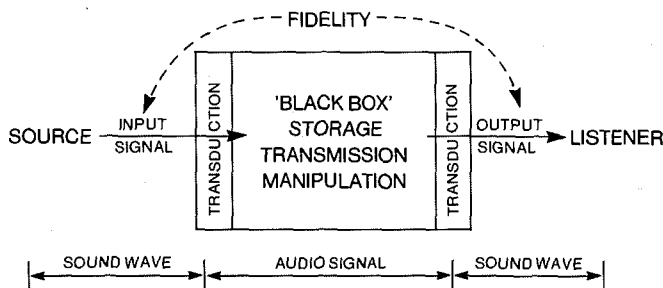 FIDELITY
SOURCE
INPUT
SIGNAL
TRANSDUCTION
'BLACK BOX'
STORAGE
TRANSMISSION
MANIPULATION
TRANSDUCTION
OUTPUT
SIGNAL
LISTENER
SOUND WAVE
AUDIO SIGNAL
SOUND WAVE